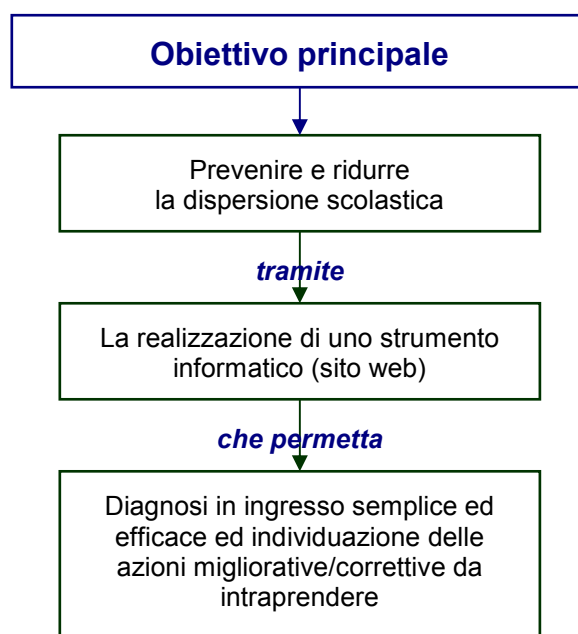 Obiettivo principale
Prevenire e ridurre
la dispersione scolastica
tramite
La realizzazione di uno strumento
informatico (sito web)
che permetta
Diagnosi in ingresso semplice ed
efficace ed individuazione delle
azioni migliorative/correttive da
intraprendere